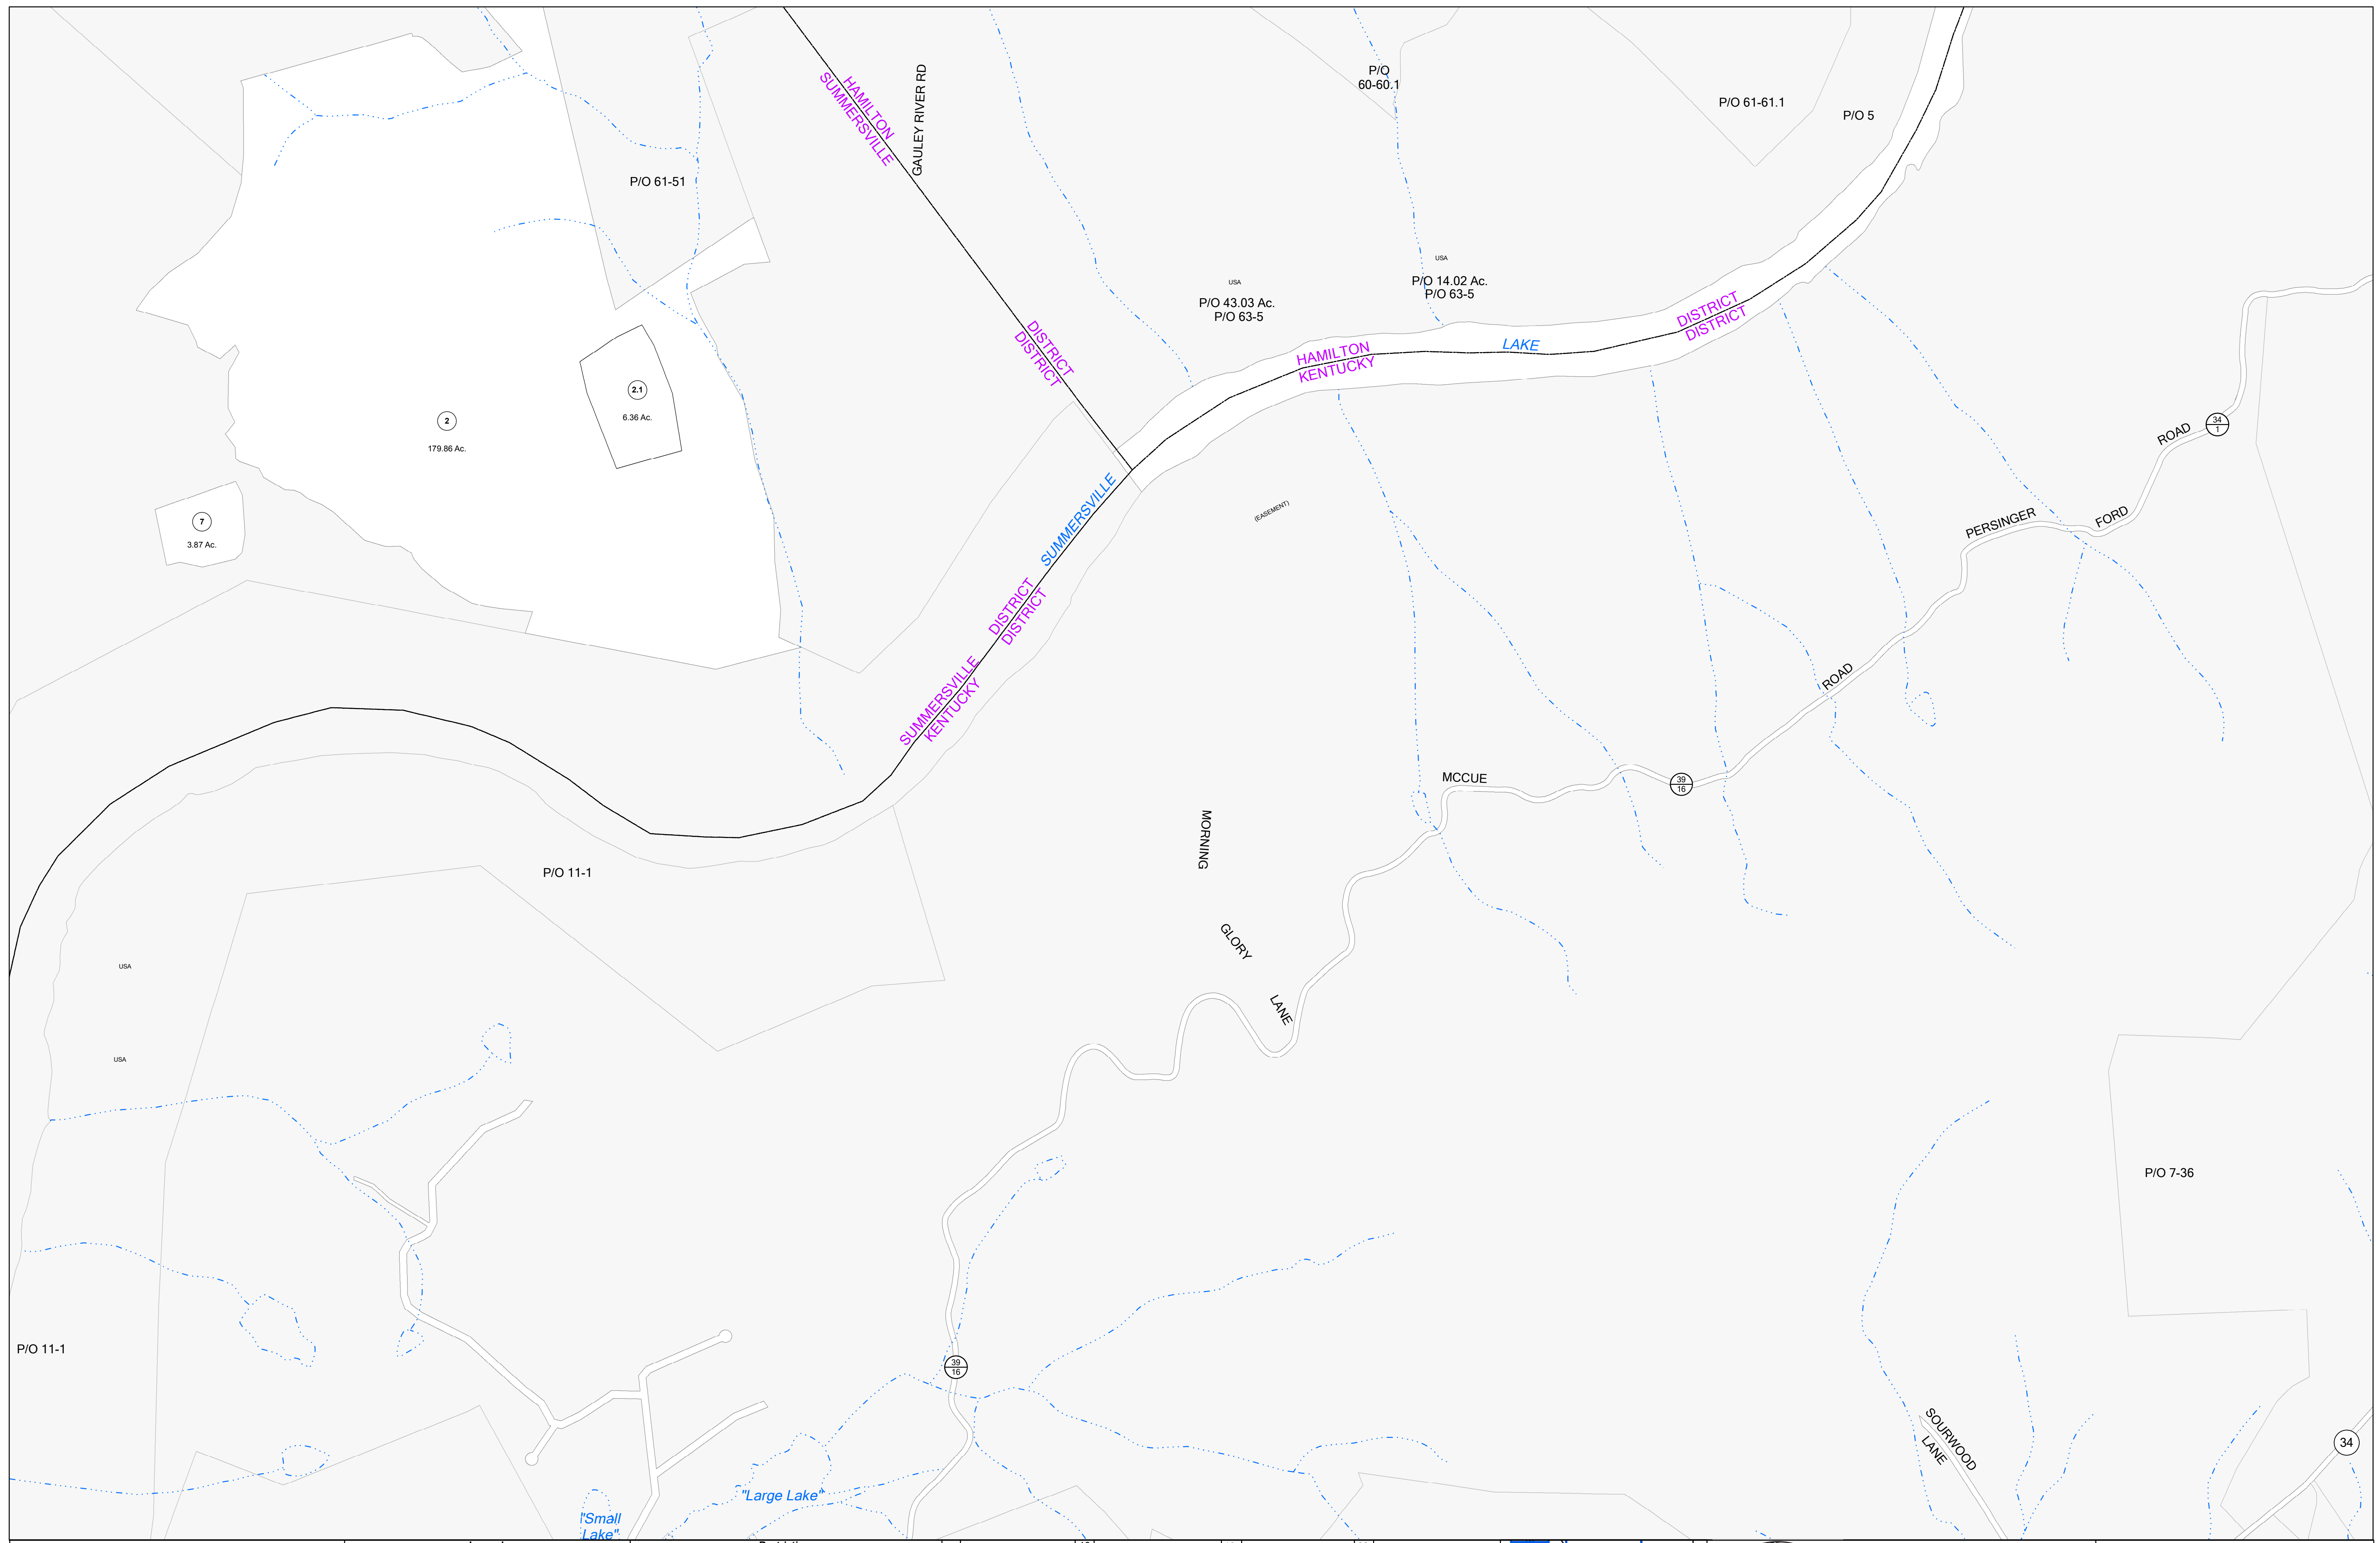 P/O
60-60.1
P/O 61-61.1
P/O 5
HAMILTON
SUMMERSVILLE
GAULEY RIVER RD
P/O 61-51
USA
P/O 43.03 Ac.
P/O 63-5
USA
P/O 14.02 Ac.
P/O 63-5
DISTRICT
DISTRICT
DISTRICT
DISTRICT
HAMILTON
KENTUCKY
LAKE
2.1
6.36 Ac.
2
179.86 Ac.
34
1
ROAD
FORD
PERSINGER
7
3.87 Ac.
SUMMERSVILLE
(EASEMENT)
DISTRICT
DISTRICT
SUMMERSVILLE
KENTUCKY
ROAD
39
16
MCCUE
MORNING
GLORY
LANE
P/O 11-1
USA
USA
P/O 7-36
P/O 11-1
39
16
SOURWOOD
LANE
34
"Large Lake"
"Small
Lake"